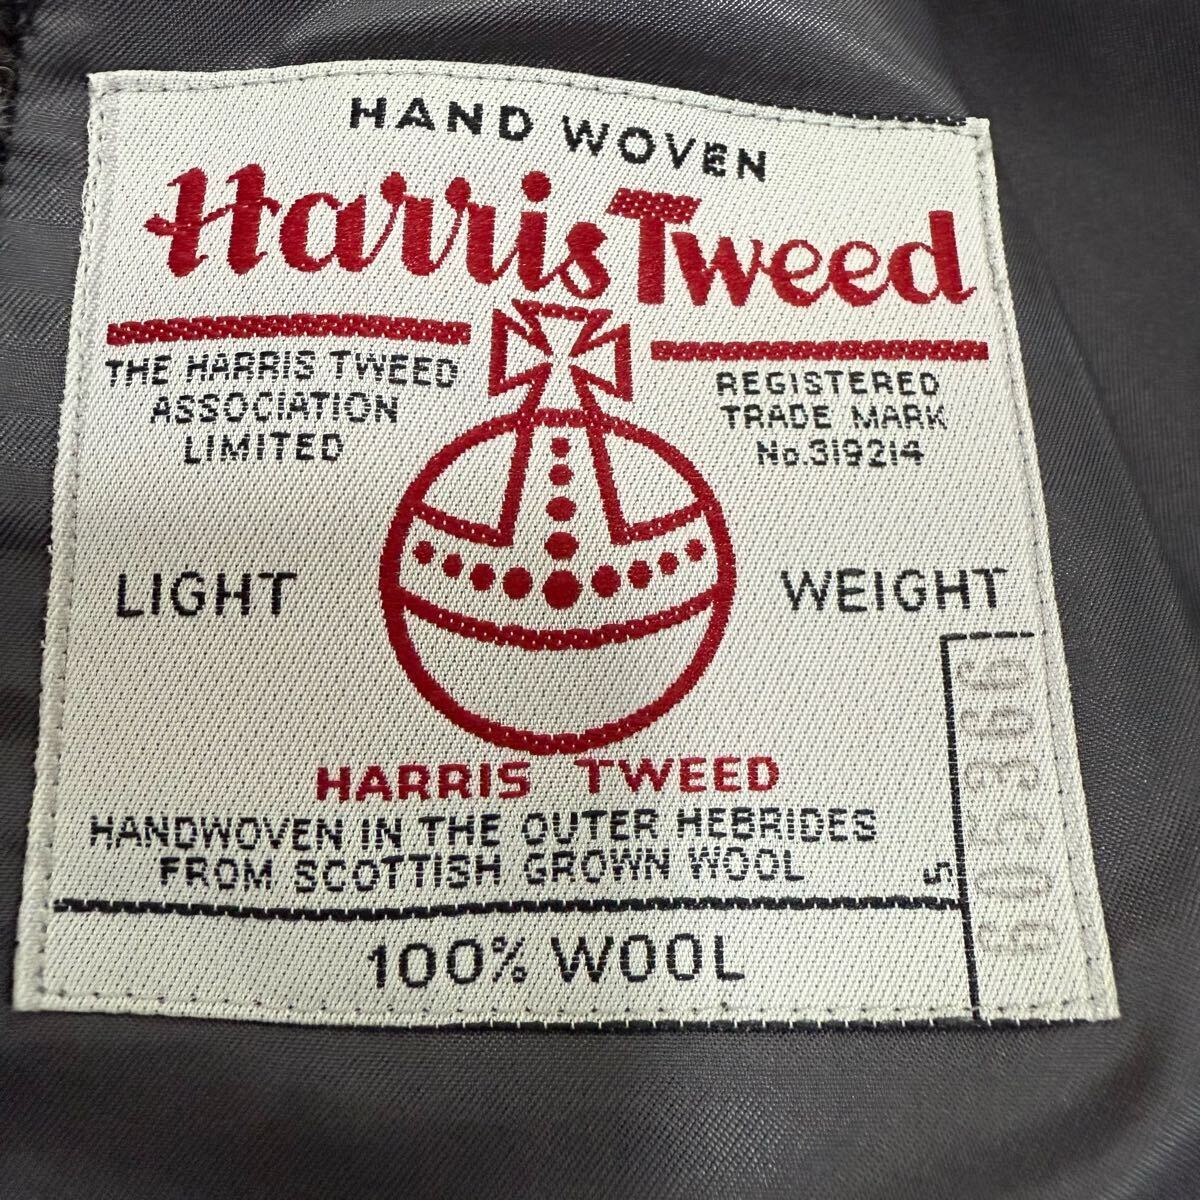 HAND WOVEN
Harris Tweed
THE HARRIS TWEED
ASSOCIATION
LIMITED
REGISTERED
TRADE MARK
No.319214
LIGHT WEIGHT
HARRIS TWEED
HANDWOVEN IN THE OUTER HEBRIDES
FROM SCOTTISH GROWN WOOL
5
100% WOOL